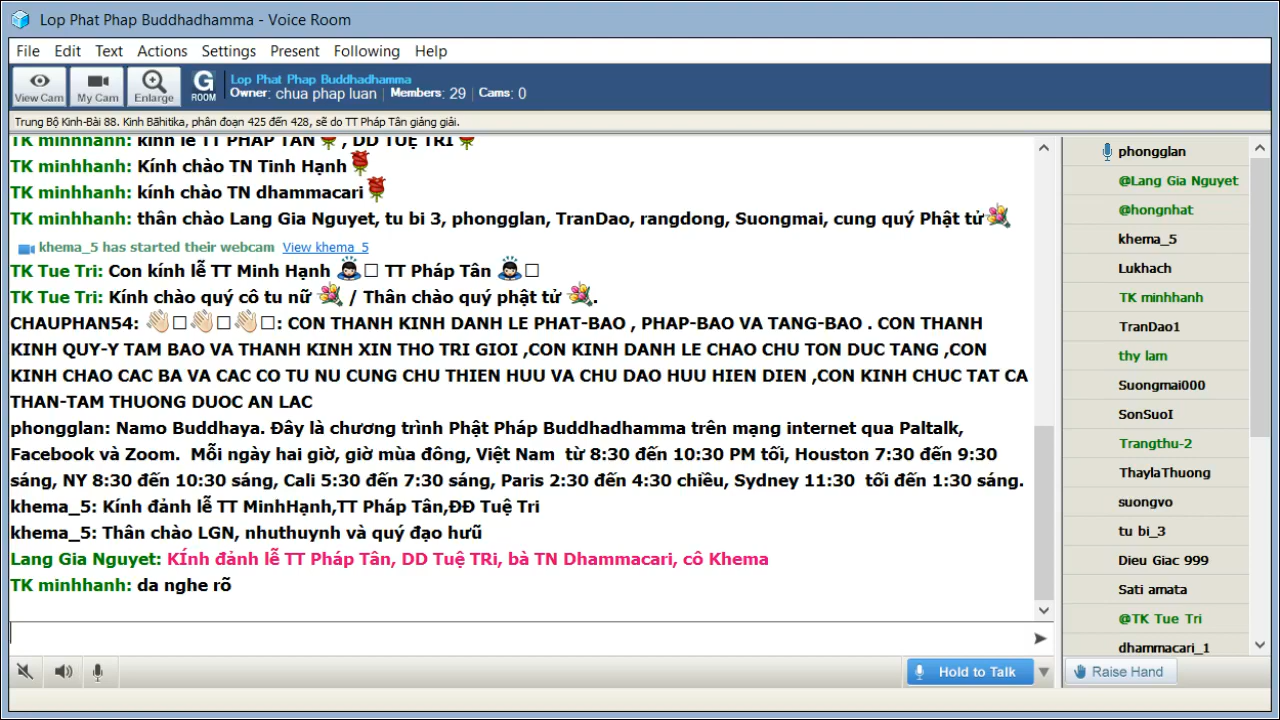 Lop Phat Phap Buddhadhamma - Voice Room
File Edit Text Actions Settings Present Following Help
View Cam My Cam Enlarge G ROOM
Lop Phat Phap Buddhadhamma
Owner: chua phap luan Members: 29 Cams: 0
Trung Bộ Kinh-Bài 88. Kinh Bāhitika, phân đoạn 425 đến 428, sẽ do TT Pháp Tân giảng giải.
TK minhhanh: kính lễ TT PHÁP TÂN, DD TUỆ TRI
TK minhhanh: Kính chào TN Tinh Hạnh
TK minhhanh: kính chào TN dhammacari
TK minhhanh: thân chào Lang Gia Nguyet, tu bi 3, phongglan, TranDao, rangdong, Suongmai, cung quý Phật tử
khema_5 has started their webcam View khema_5
TK Tue Tri: Con kính lễ TT Minh Hạnh TT Pháp Tân
TK Tue Tri: Kính chào quý cô tu nữ / Thân chào quý phật tử .
CHAUPHAN54: : CON THANH KINH DANH LE PHAT-BAO , PHAP-BAO VA TANG-BAO . CON THANH
KINH QUY-Y TAM BAO VA THANH KINH XIN THO TRI GIOI ,CON KINH DANH LE CHAO CHU TON DUC TANG ,CON
KINH CHAO CAC BA VA CAC CO TU NU CUNG CHU THIEN HUU VA CHU DAO HUU HIEN DIEN ,CON KINH CHUC TAT CA
THAN-TAM THUONG DUOC AN LAC
phongglan: Namo Buddhaya. Đây là chương trình Phật Pháp Buddhadhamma trên mạng internet qua Paltalk,
Facebook và Zoom. Mỗi ngày hai giờ, giờ mùa đông, Việt Nam từ 8:30 đến 10:30 PM tối, Houston 7:30 đến 9:30
sáng, NY 8:30 đến 10:30 sáng, Cali 5:30 đến 7:30 sáng, Paris 2:30 đến 4:30 chiều, Sydney 11:30 tối đến 1:30 sáng.
khema_5: Kính đảnh lễ TT MinhHạnh,TT Pháp Tân,ĐĐ Tuệ Tri
khema_5: Thân chào LGN, nhuthuynh và quý đạo hưũ
Lang Gia Nguyet: KÍnh đảnh lễ TT Pháp Tân, DD Tuệ TRi, bà TN Dhammacari, cô Khema
TK minhhanh: da nghe rõ
Hold to Talk
phongglan
@Lang Gia Nguyet
@hongnhat
khema_5
Lukhach
TK minhhanh
TranDao1
thy lam
Suongmai000
SonSuoI
Trangthu-2
ThaylaThuong
suongvo
tu bi_3
Dieu Giac 999
Sati amata
@TK Tue Tri
dhammacari_1
Raise Hand